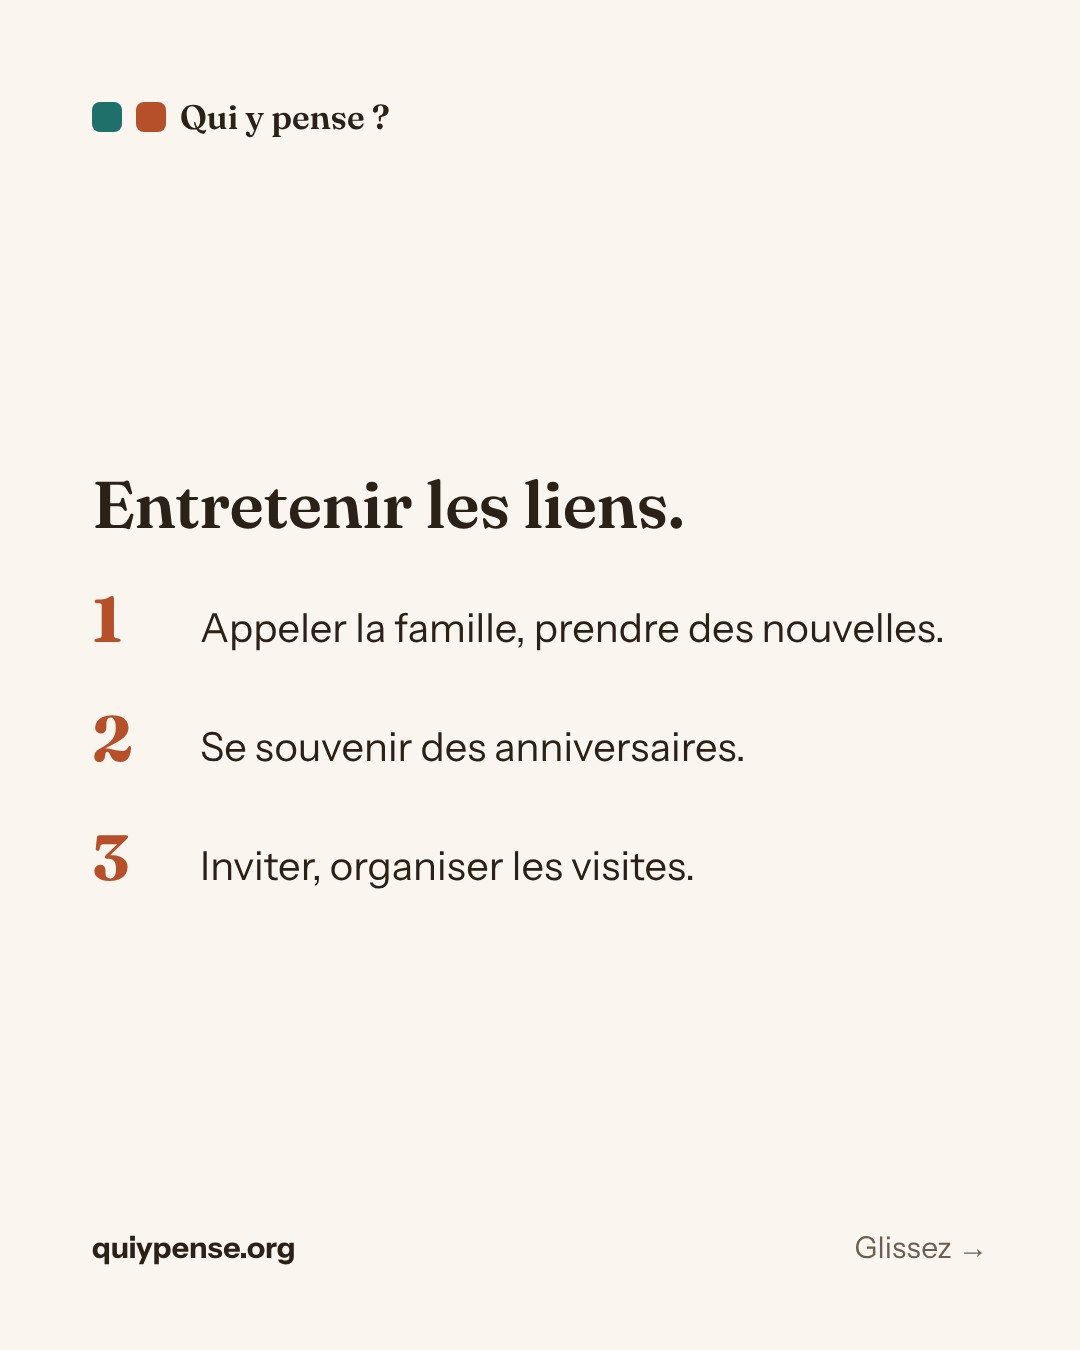 Qui y pense ?
Entretenir les liens.
1 Appeler la famille, prendre des nouvelles.
2 Se souvenir des anniversaires.
3 Inviter, organiser les visites.
quiypense.org
Glissez →